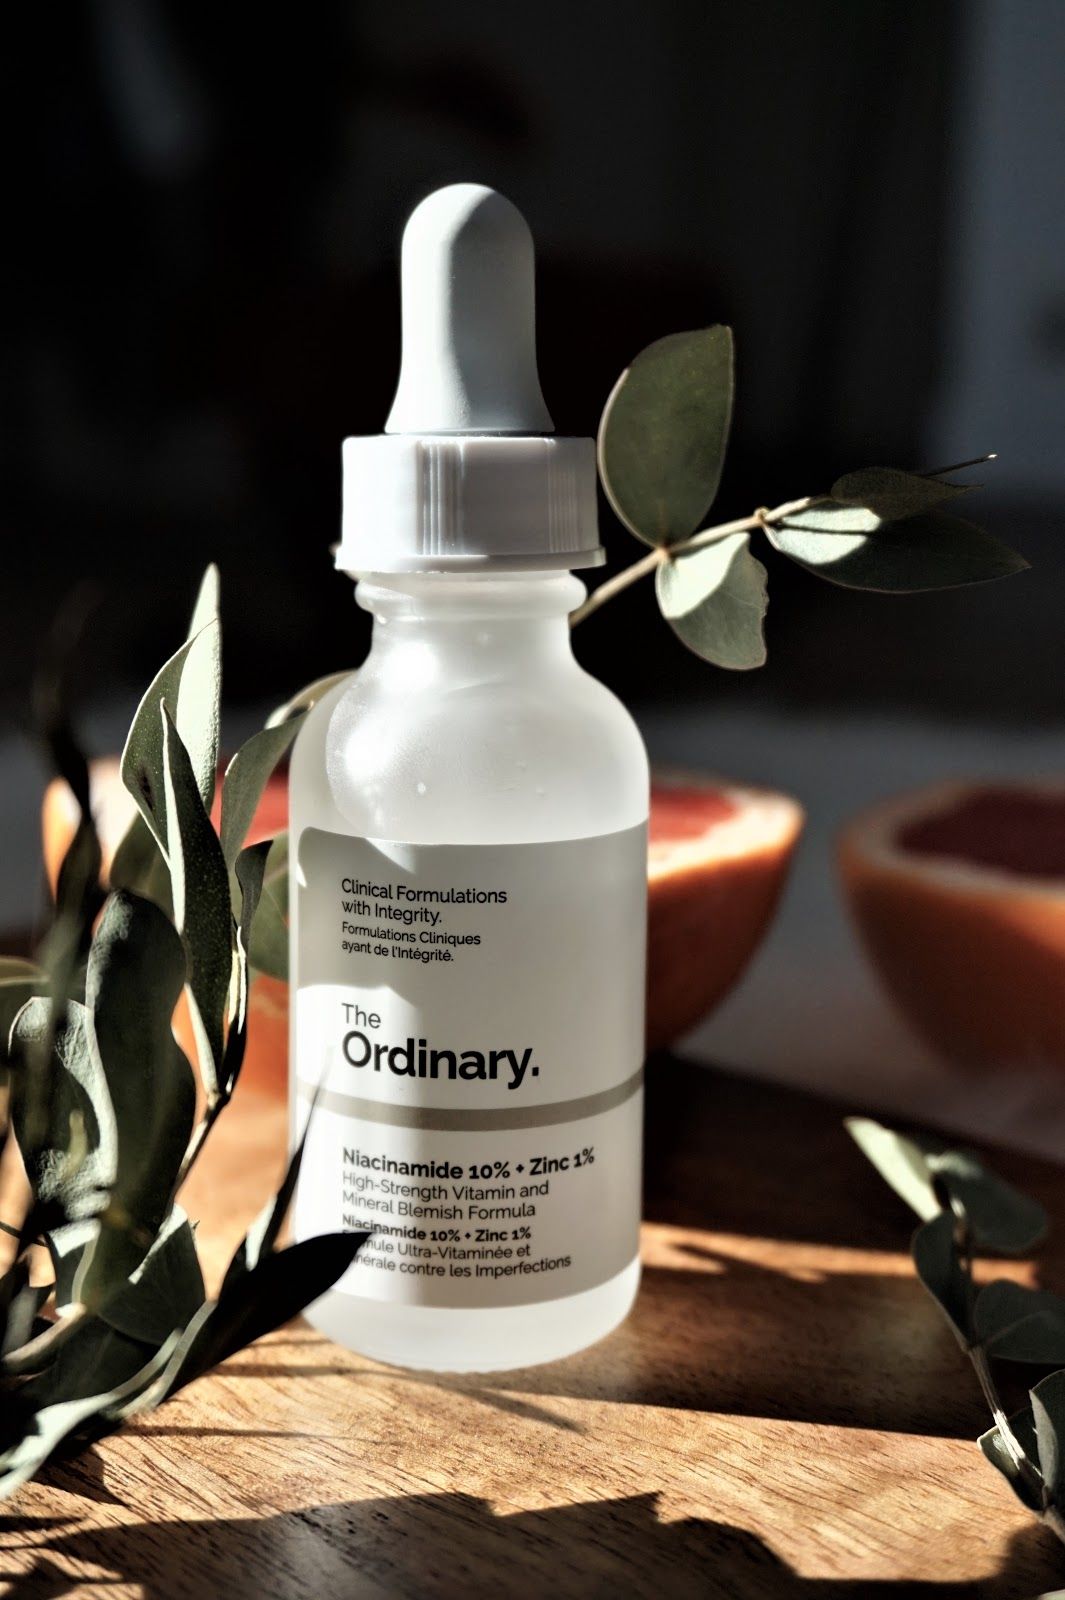 Clinical Formulations
with Integrity.
Formulations Cliniques
ayant de l'Intégrité.
The
Ordinary.
Niacinamide 10% + Zinc 1%
High-Strength Vitamin and
Mineral Blemish Formula
Niacinamide 10% + Zinc 1%
Ultra-Vitaminée et
contre les Imperfections